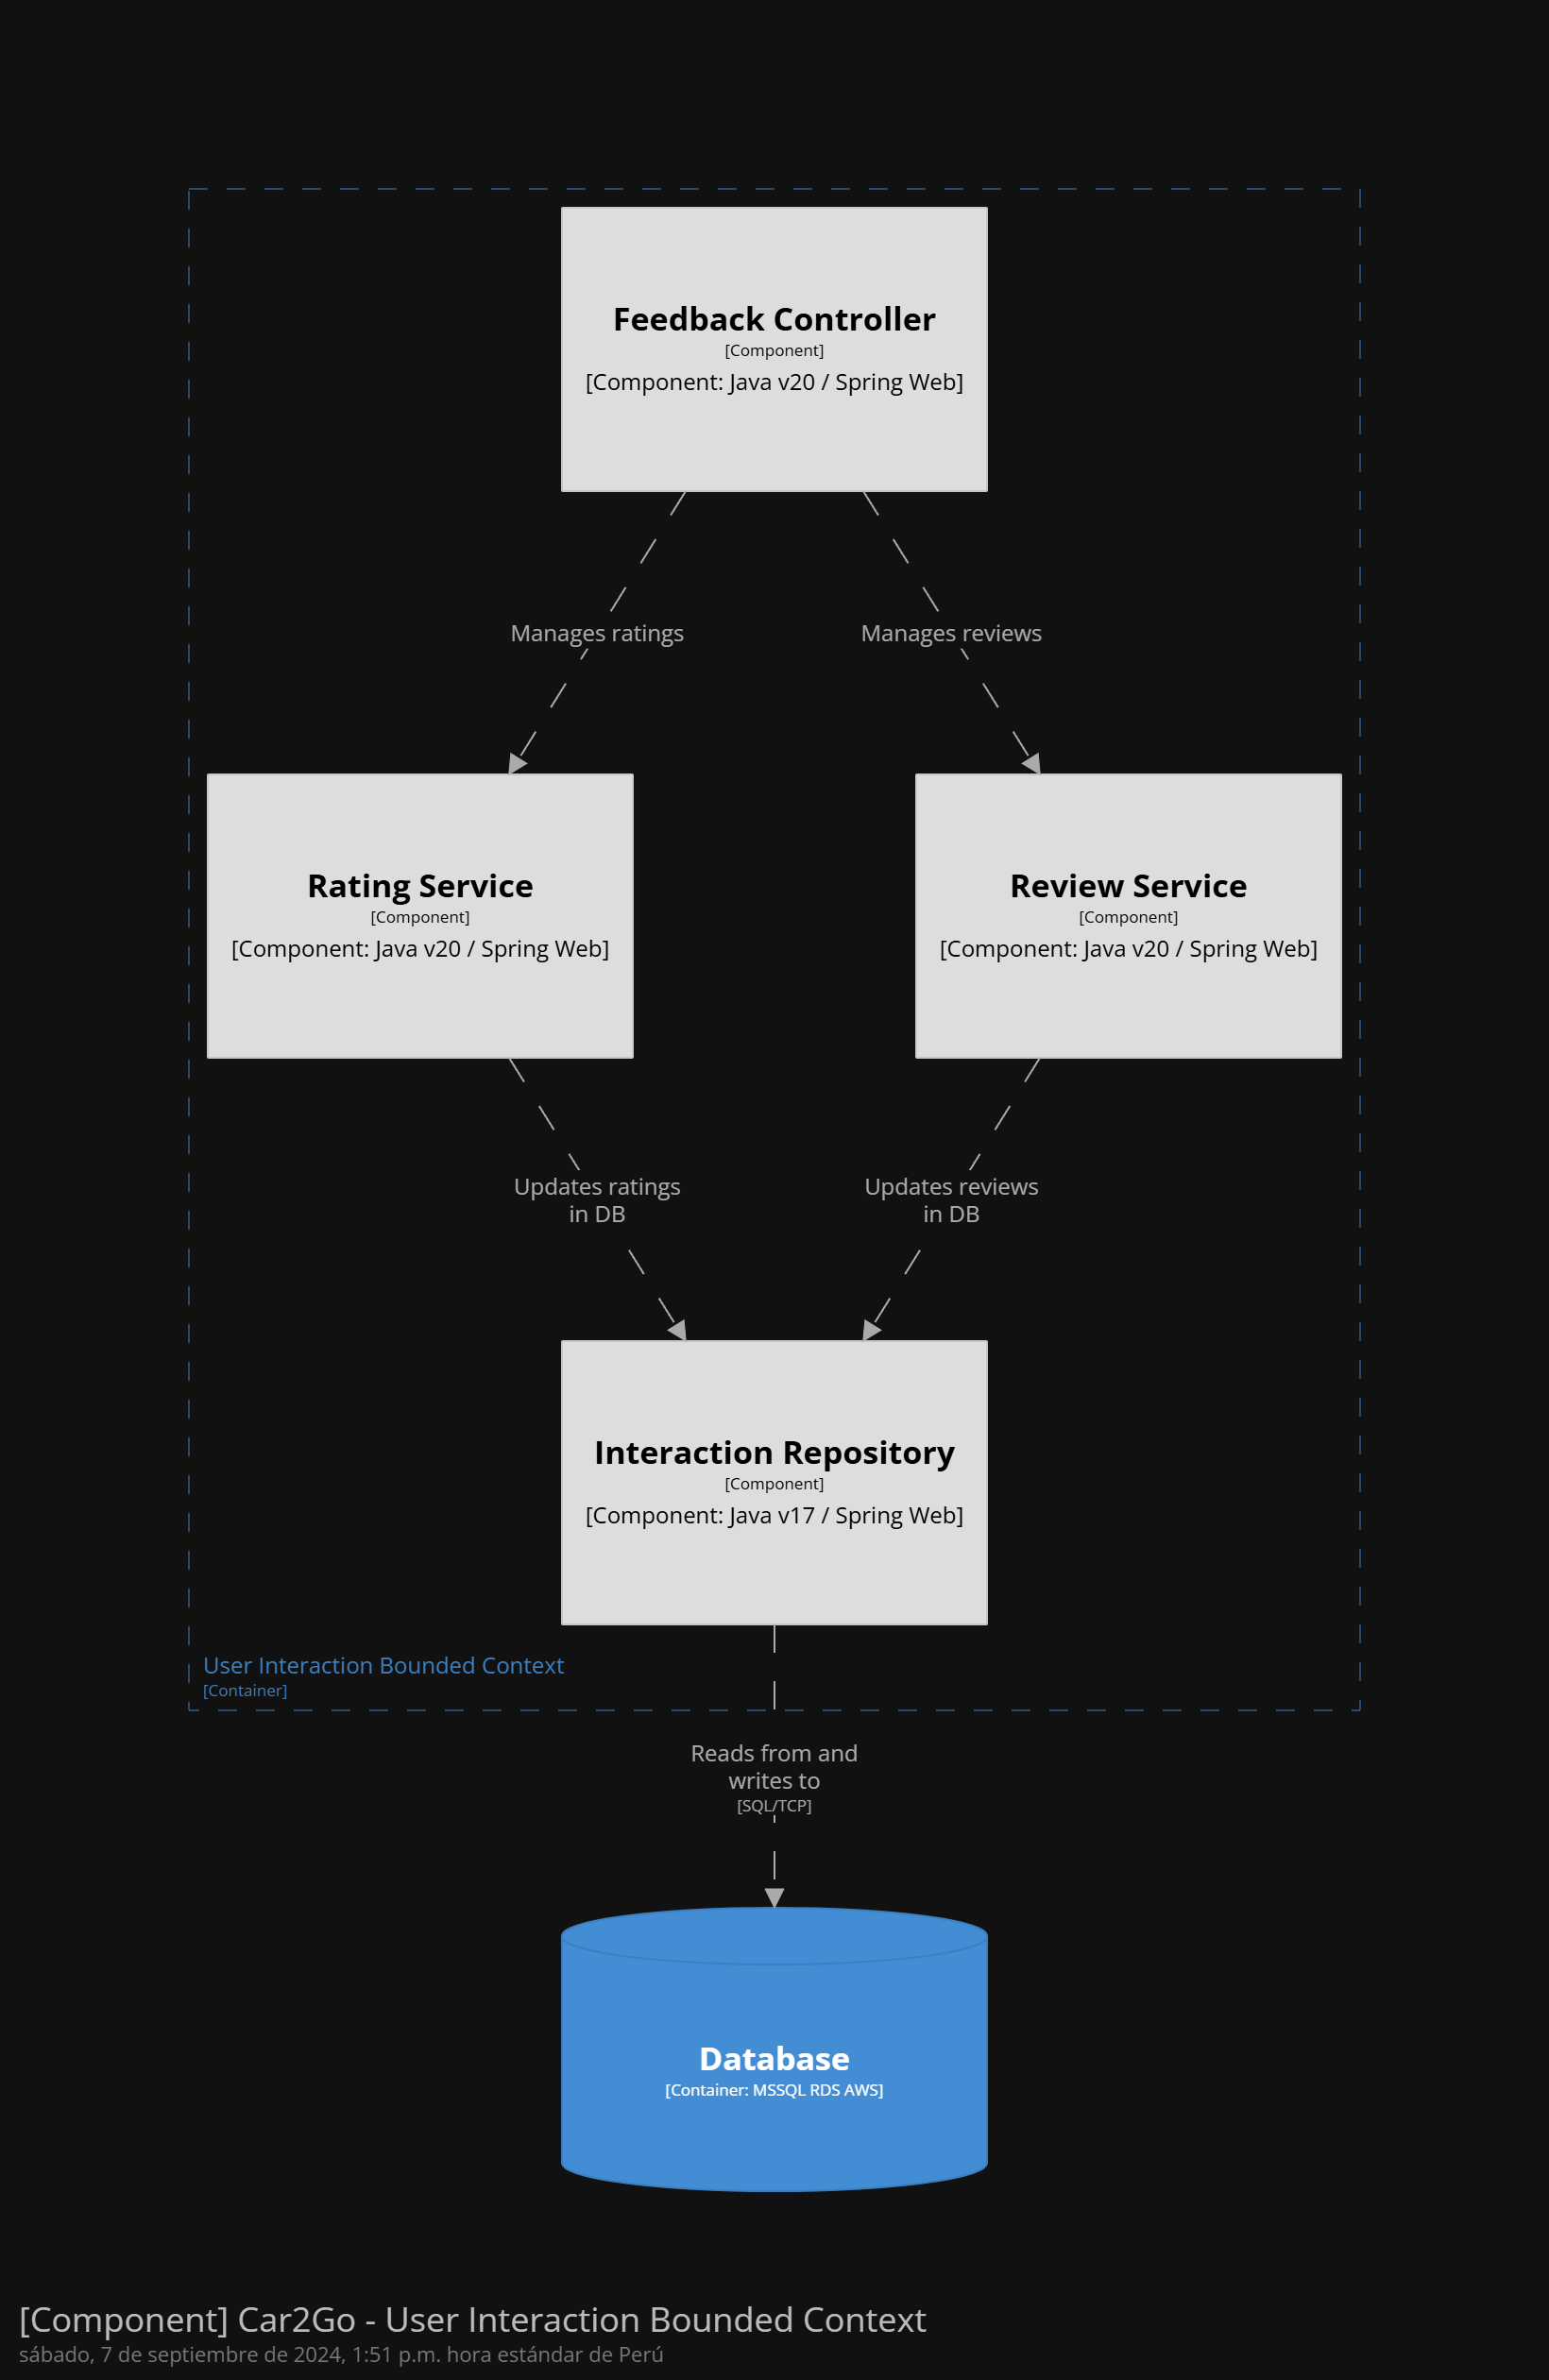 Feedback Controller
[Component]
[Component: Java v20 / Spring Web]
Manages ratings
Manages reviews
Rating Service
[Component]
[Component: Java v20 / Spring Web]
Review Service
[Component]
[Component: Java v20 / Spring Web]
Updates ratings
in DB
Updates reviews
in DB
Interaction Repository
[Component]
[Component: Java v17 / Spring Web]
User Interaction Bounded Context
[Container]
Reads from and
writes to
[SQL/TCP]
Database
[Container: MSSQL RDS AWS]
[Component] Car2Go - User Interaction Bounded Context
sábado, 7 de septiembre de 2024, 1:51 p.m. hora estándar de Perú